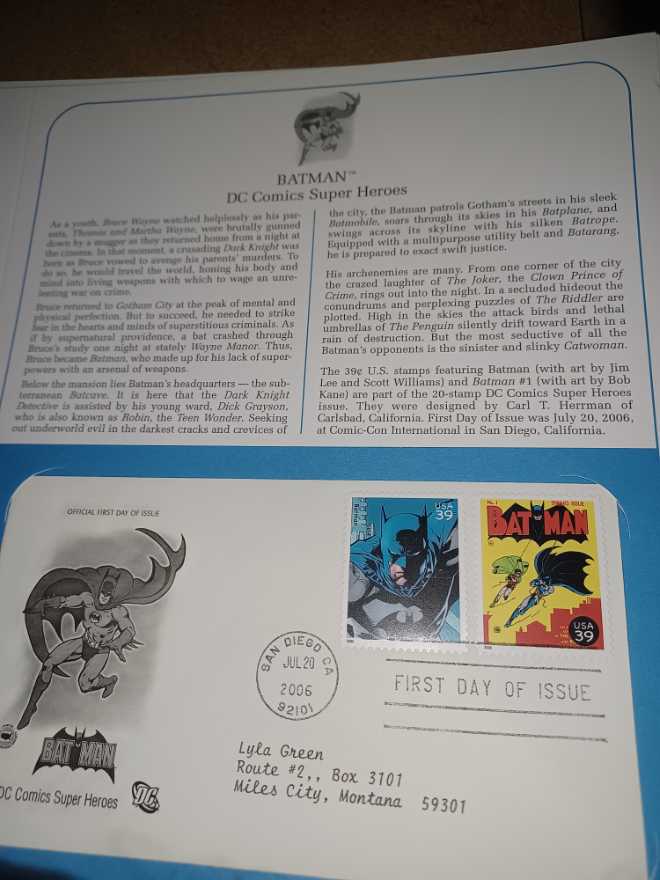 BATMAN™
DC Comics Super Heroes
As a youth, Bruce Wayne watched helplessly as his par-
ents, Thomas and Martha Wayne, were brutally gunned
down by a mugger as they returned home from a night at
the cinema. In that moment, a crusading Dark Knight was
born as Bruce vowed to avenge his parents' murders. To
do so, he would travel the world, honing his body and
mind into living weapons with which to wage an unre-
lenting war on crime.
Bruce returned to Gotham City at the peak of mental and
physical perfection. But to succeed, he needed to strike
fear in the hearts and minds of superstitious criminals. As
if by supernatural providence, a bat crashed through
Bruce's study one night at stately Wayne Manor. Thus,
Bruce became Batman, who made up for his lack of super-
powers with an arsenal of weapons.
Below the mansion lies Batman's headquarters — the sub-
terranean Batcave. It is here that the Dark Knight
Detective is assisted by his young ward, Dick Grayson,
who is also known as Robin, the Teen Wonder. Seeking
out underworld evil in the darkest cracks and crevices of
the city, the Batman patrols Gotham's streets in his sleek
Batmobile, soars through its skies in his Batplane, and
swings across its skyline with his silken Batrope.
Equipped with a multipurpose utility belt and Batarang,
he is prepared to exact swift justice.
His archenemies are many. From one corner of the city
the crazed laughter of The Joker, the Clown Prince of
Crime, rings out into the night. In a secluded hideout the
conundrums and perplexing puzzles of The Riddler are
plotted. High in the skies the attack birds and lethal
umbrellas of The Penguin silently drift toward Earth in a
rain of destruction. But the most seductive of all the
Batman's opponents is the sinister and slinky Catwoman.
The 39¢ U.S. stamps featuring Batman (with art by Jim
Lee and Scott Williams) and Batman #1 (with art by Bob
Kane) are part of the 20-stamp DC Comics Super Heroes
issue. They were designed by Carl T. Herrman of
Carlsbad, California. First Day of Issue was July 20, 2006,
at Comic-Con International in San Diego, California.
OFFICIAL FIRST DAY OF ISSUE
BATMAN
DC Comics Super Heroes
DC
USA
39
No. 1
BATMAN
USA
39
SAN DIEGO CA
JUL 20
2006
92101
FIRST DAY OF ISSUE
Lyla Green
Route #2,, Box 3101
Miles City, Montana 59301